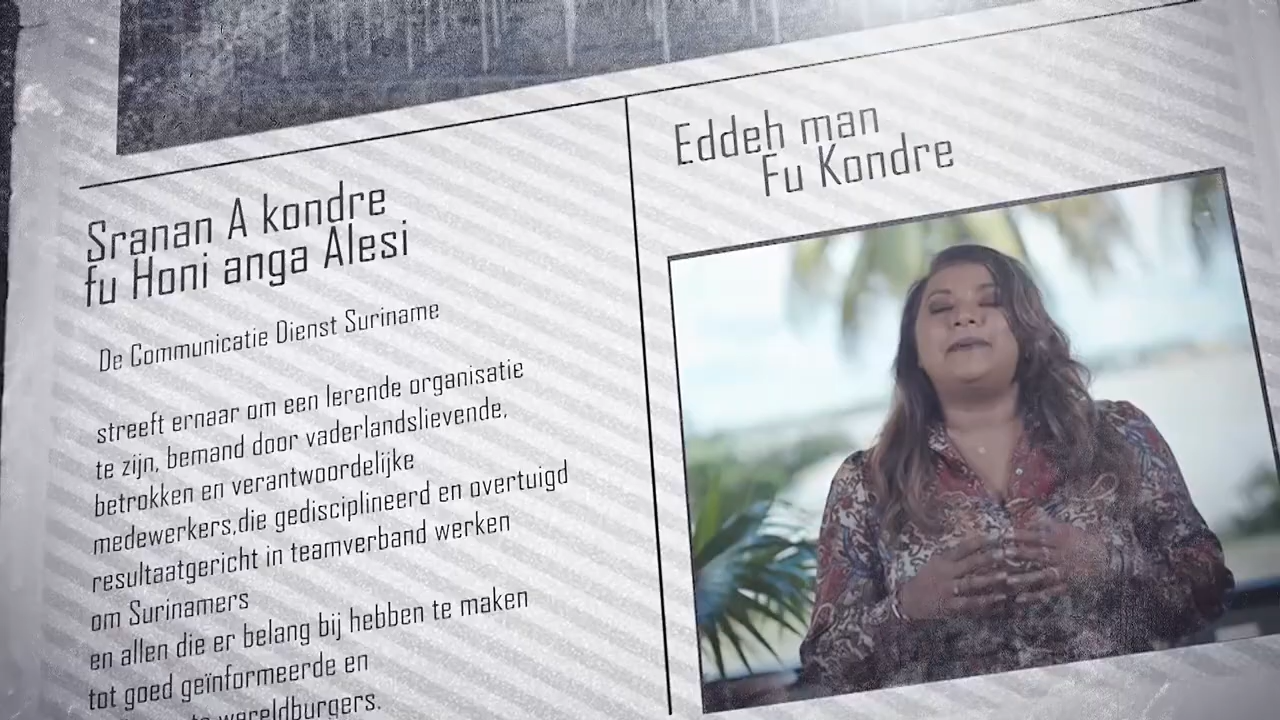 Sranan A kondre
fu Honi anga Alesi
De Communicatie Dienst Suriname
streeft ernaar om een lerende organisatie
te zijn, bemand door vaderlandslievende,
betrokken en verantwoordelijke
medewerkers,die gedisciplineerd en overtuigd
resultaatgericht in teamverband werken
om Surinamers
en allen die er belang bij hebben te maken
tot goed geïnformeerde en
wereldburgers.
Eddeh man
Fu Kondre